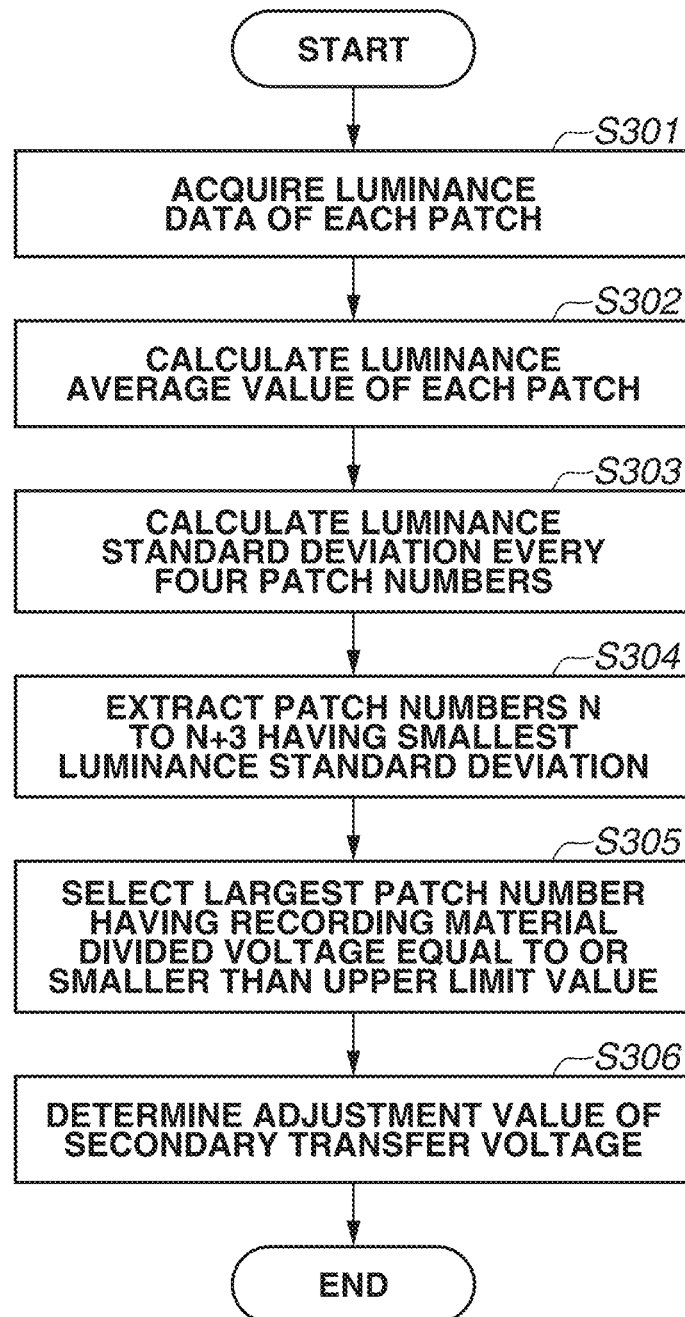 START
S301
ACQUIRE LUMINANCE
DATA OF EACH PATCH
S302
CALCULATE LUMINANCE
AVERAGE VALUE OF EACH PATCH
S303
CALCULATE LUMINANCE
STANDARD DEVIATION EVERY
FOUR PATCH NUMBERS
S304
EXTRACT PATCH NUMBERS N
TO N+3 HAVING SMALLEST
LUMINANCE STANDARD DEVIATION
S305
SELECT LARGEST PATCH NUMBER
HAVING RECORDING MATERIAL
DIVIDED VOLTAGE EQUAL TO OR
SMALLER THAN UPPER LIMIT VALUE
S306
DETERMINE ADJUSTMENT VALUE OF
SECONDARY TRANSFER VOLTAGE
END